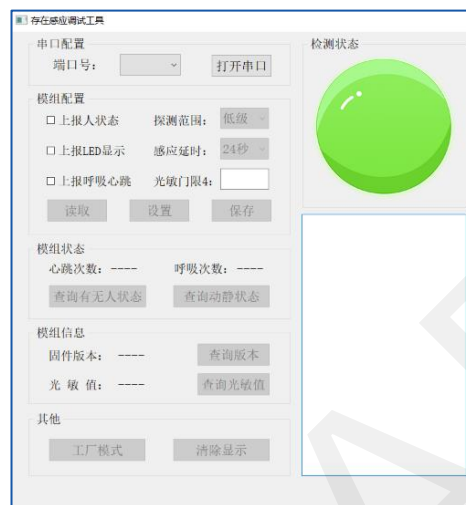 存在感应调试工具
串口配置
端口号：
打开串口
模组配置
上报人状态 探测范围： 低级
上报LED显示 感应延时： 24秒
上报呼吸心跳 光敏门限4：
读取 设置 保存
模组状态
心跳次数：---- 呼吸次数：----
查询有无人状态 查询动静状态
模组信息
固件版本：---- 查询版本
光 敏 值：---- 查询光敏值
其他
工厂模式 清除显示
检测状态